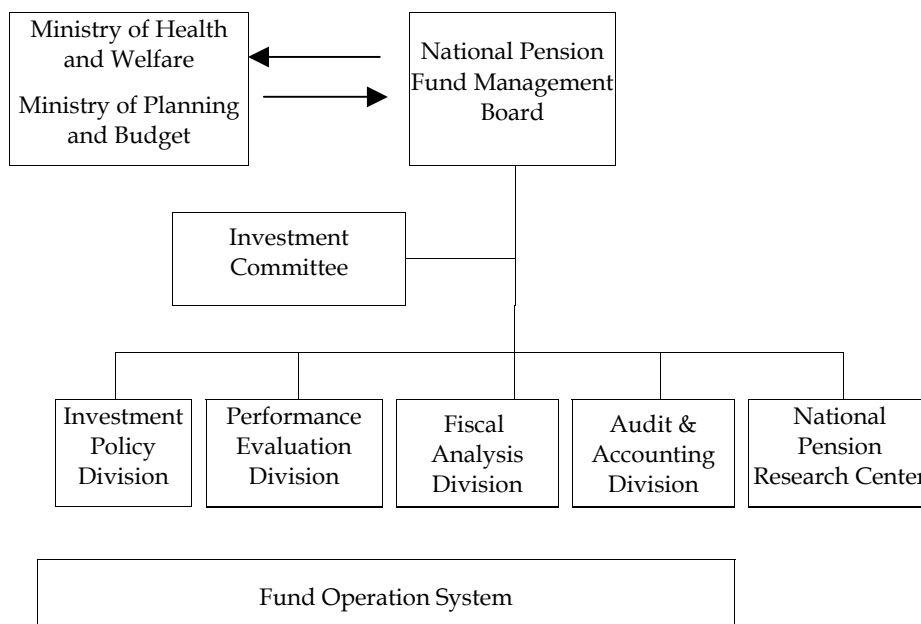 Ministry of Health
and Welfare
Ministry of Planning
and Budget
National Pension
Fund Management
Board
Investment
Committee
Investment
Policy
Division
Performance
Evaluation
Division
Fiscal
Analysis
Division
Audit &
Accounting
Division
National
Pension
Research Center
Fund Operation System